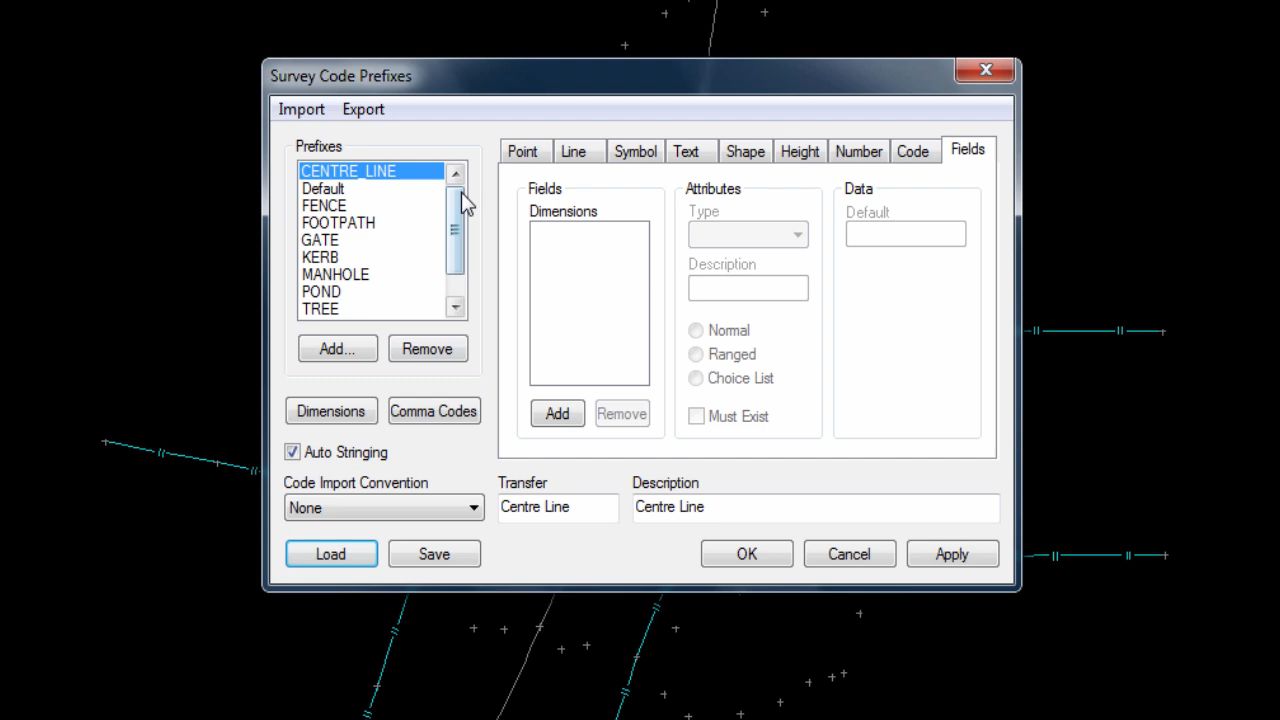 Survey Code Prefixes
Import Export
Prefixes
CENTRE_LINE
Default
FENCE
FOOTPATH
GATE
KERB
MANHOLE
POND
TREE
Add... Remove
Dimensions Comma Codes
Auto Stringing
Code Import Convention
None
Load Save
Point Line Symbol Text Shape Height Number Code Fields
Fields
Dimensions
Add Remove
Attributes
Type
Description
Normal
Ranged
Choice List
Must Exist
Data
Default
Transfer Description
Centre Line Centre Line
OK Cancel Apply